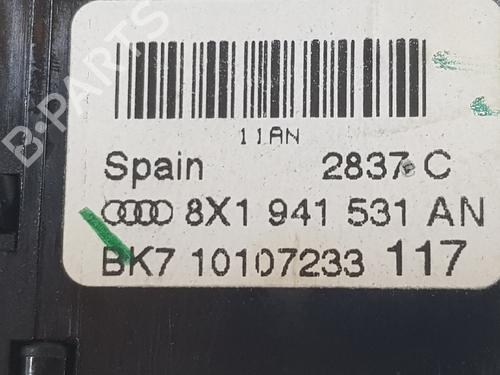 B-PARTS
11AN
Spain 2837 C
8X1 941 531 AN
BK7 10107233 117